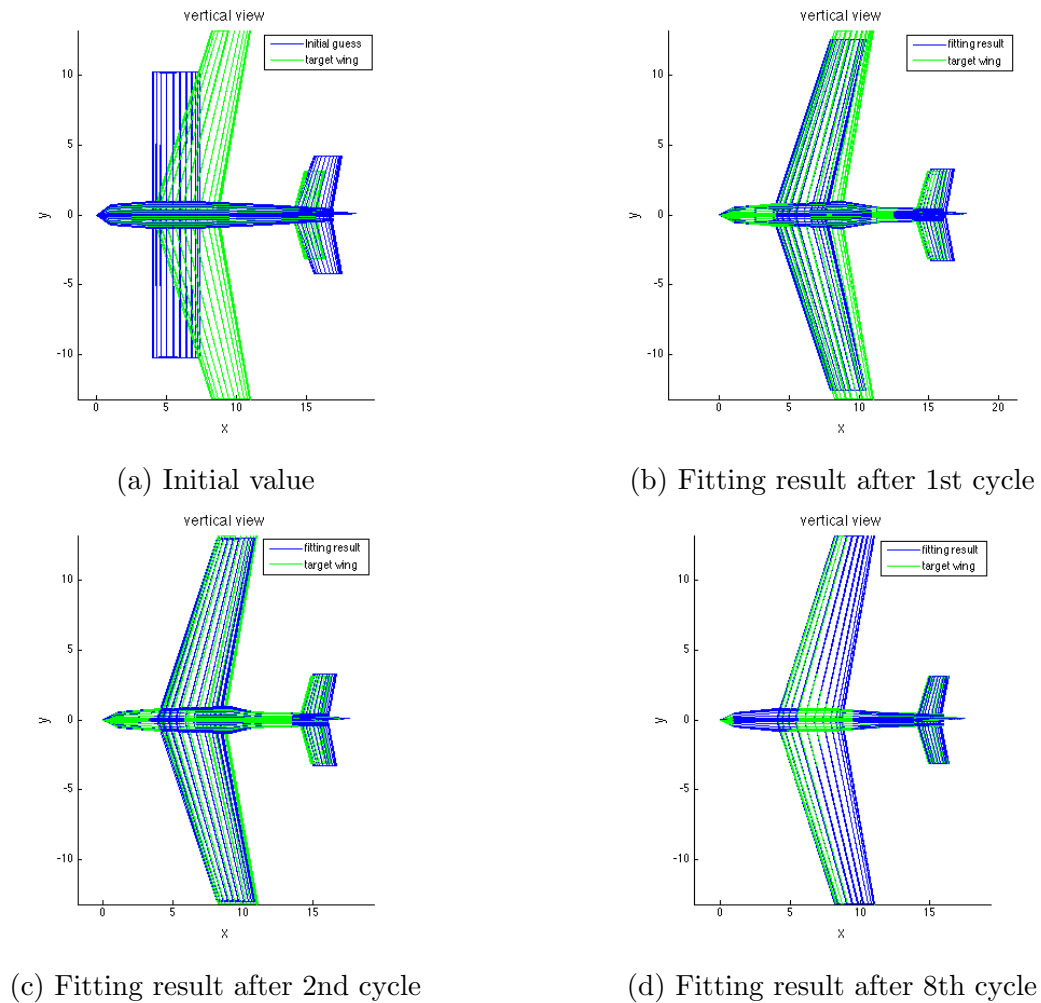 vertical view
Initial guess
target wing
10
5
0
-5
-10
y
0 5 10 15
x
(a) Initial value
vertical view
fitting result
target wing
10
5
0
-5
-10
y
0 5 10 15 20
x
(b) Fitting result after 1st cycle
vertical view
fitting result
target wing
10
5
0
-5
-10
y
0 5 10 15
x
(c) Fitting result after 2nd cycle
vertical view
fitting result
target wing
10
5
0
-5
-10
y
0 5 10 15
x
(d) Fitting result after 8th cycle